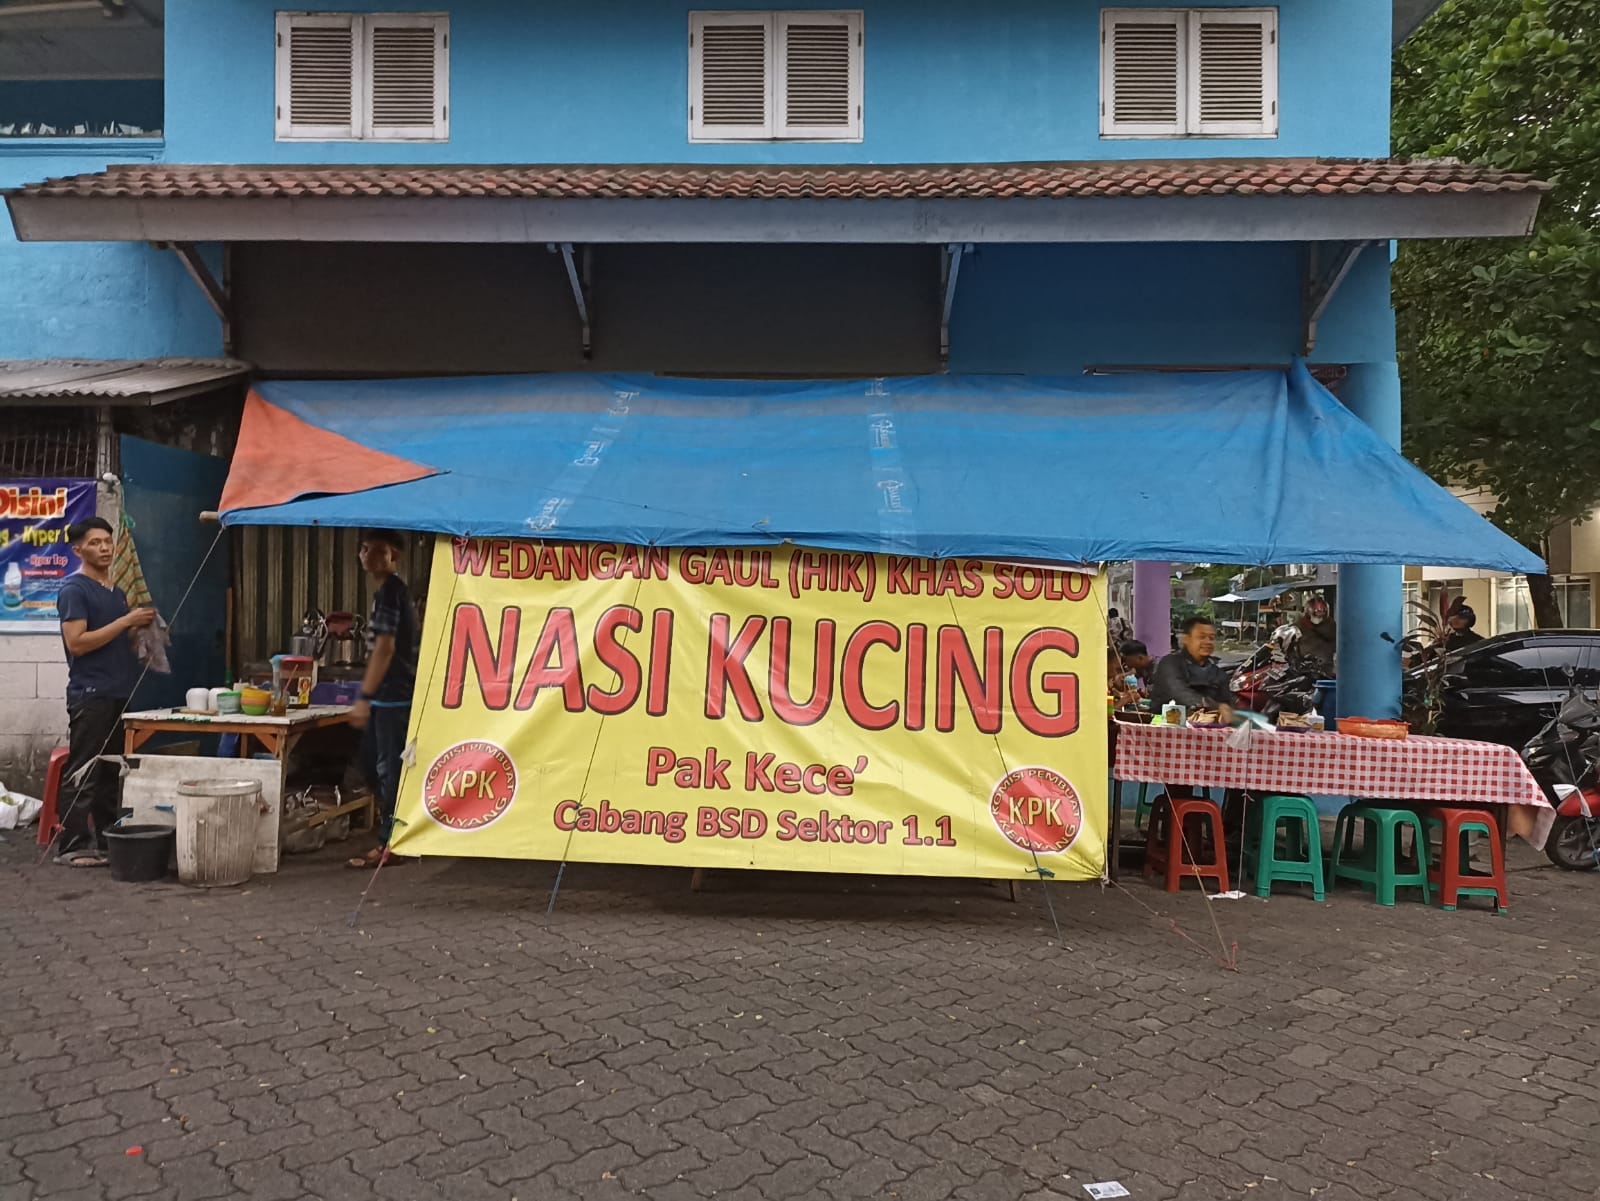 Disini
Hyper
Hyper Top
WEDANGAN GAUL (HIK) KHAS SOLO
NASI KUCING
Pak Kece'
Cabang BSD Sektor 1.1
KOMISI PEMBUAT
KPK
KENYANG
KOMISI PEMBUAT
KPK
KENYANG